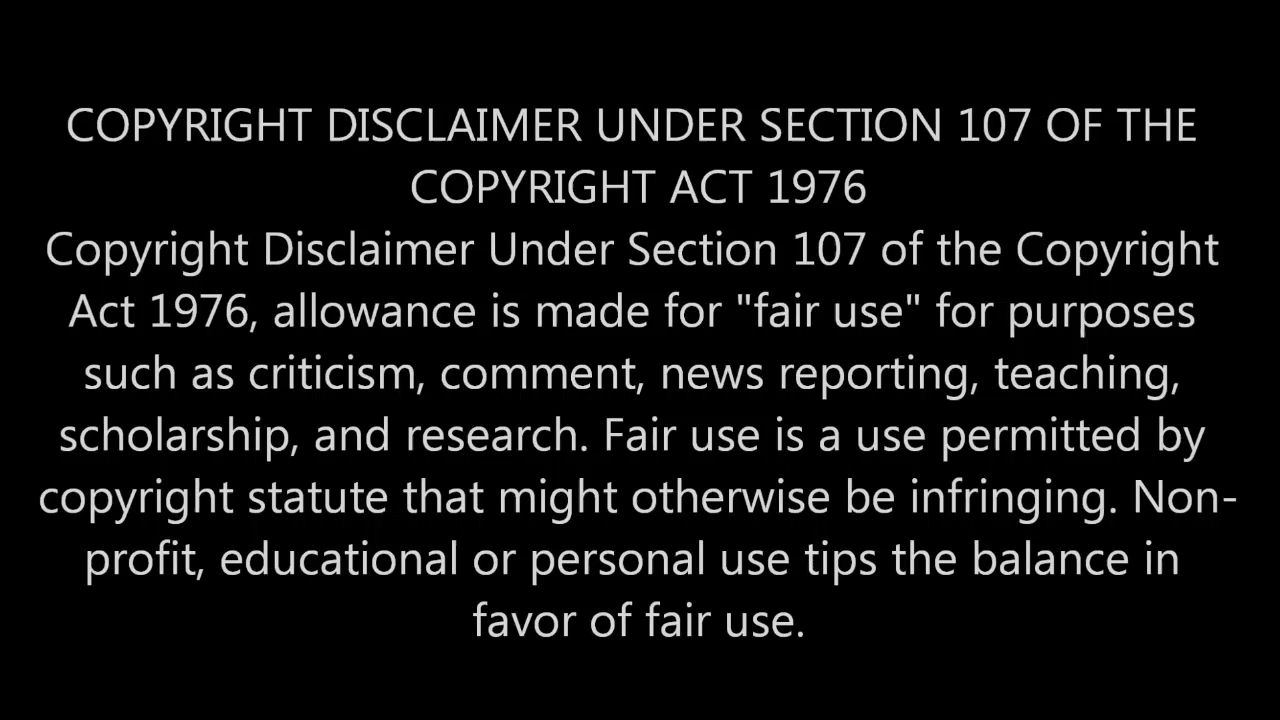 COPYRIGHT DISCLAIMER UNDER SECTION 107 OF THE
COPYRIGHT ACT 1976
Copyright Disclaimer Under Section 107 of the Copyright
Act 1976, allowance is made for "fair use" for purposes
such as criticism, comment, news reporting, teaching,
scholarship, and research. Fair use is a use permitted by
copyright statute that might otherwise be infringing. Non-
profit, educational or personal use tips the balance in
favor of fair use.